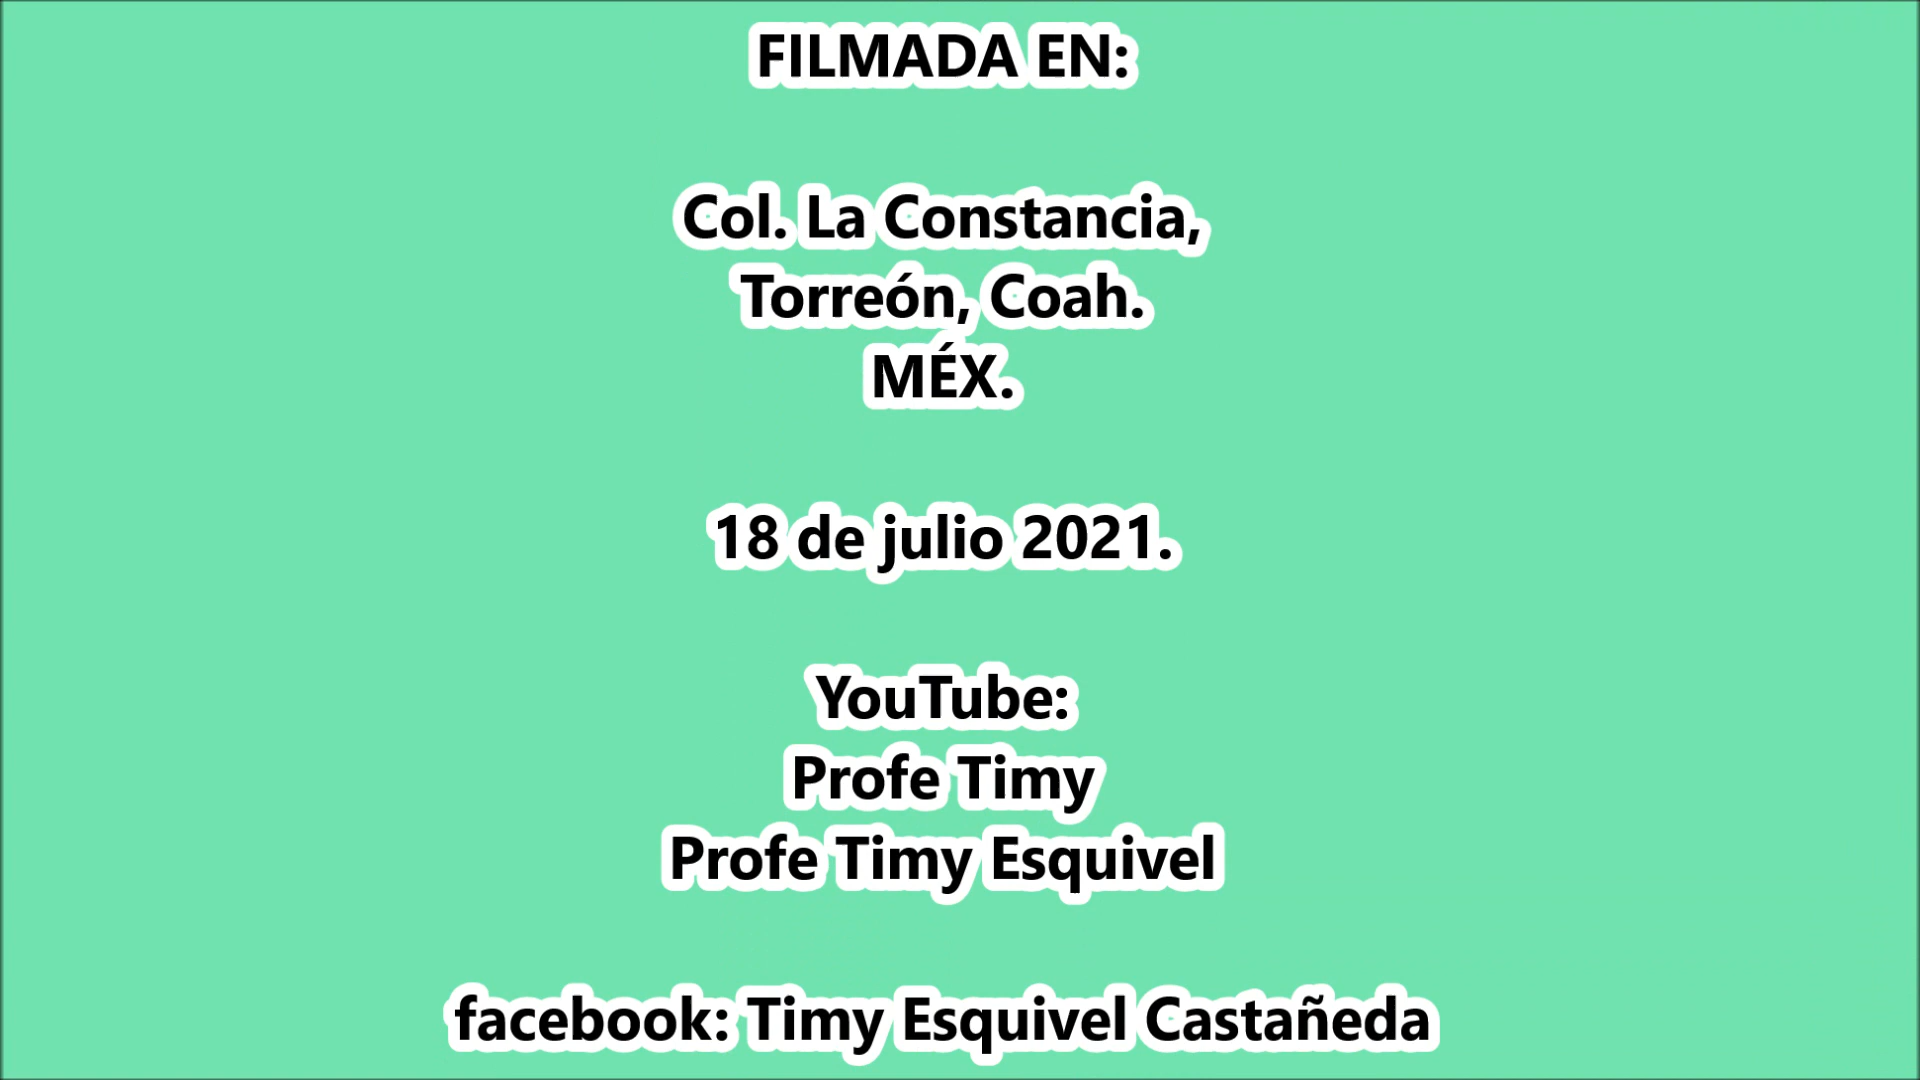 FILMADA EN:
Col. La Constancia,
Torreón, Coah.
MÉX.
18 de julio 2021.
YouTube:
Profe Timy
Profe Timy Esquivel
facebook: Timy Esquivel Castañeda